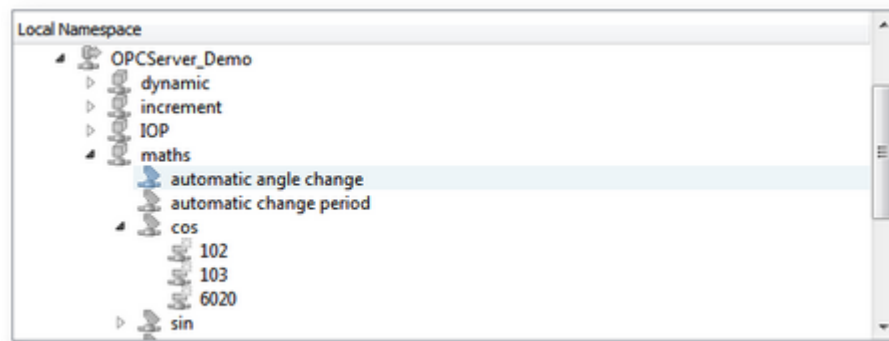 Local Namespace
OPCServer_Demo
dynamic
increment
IOP
maths
automatic angle change
automatic change period
cos
102
103
6020
sin